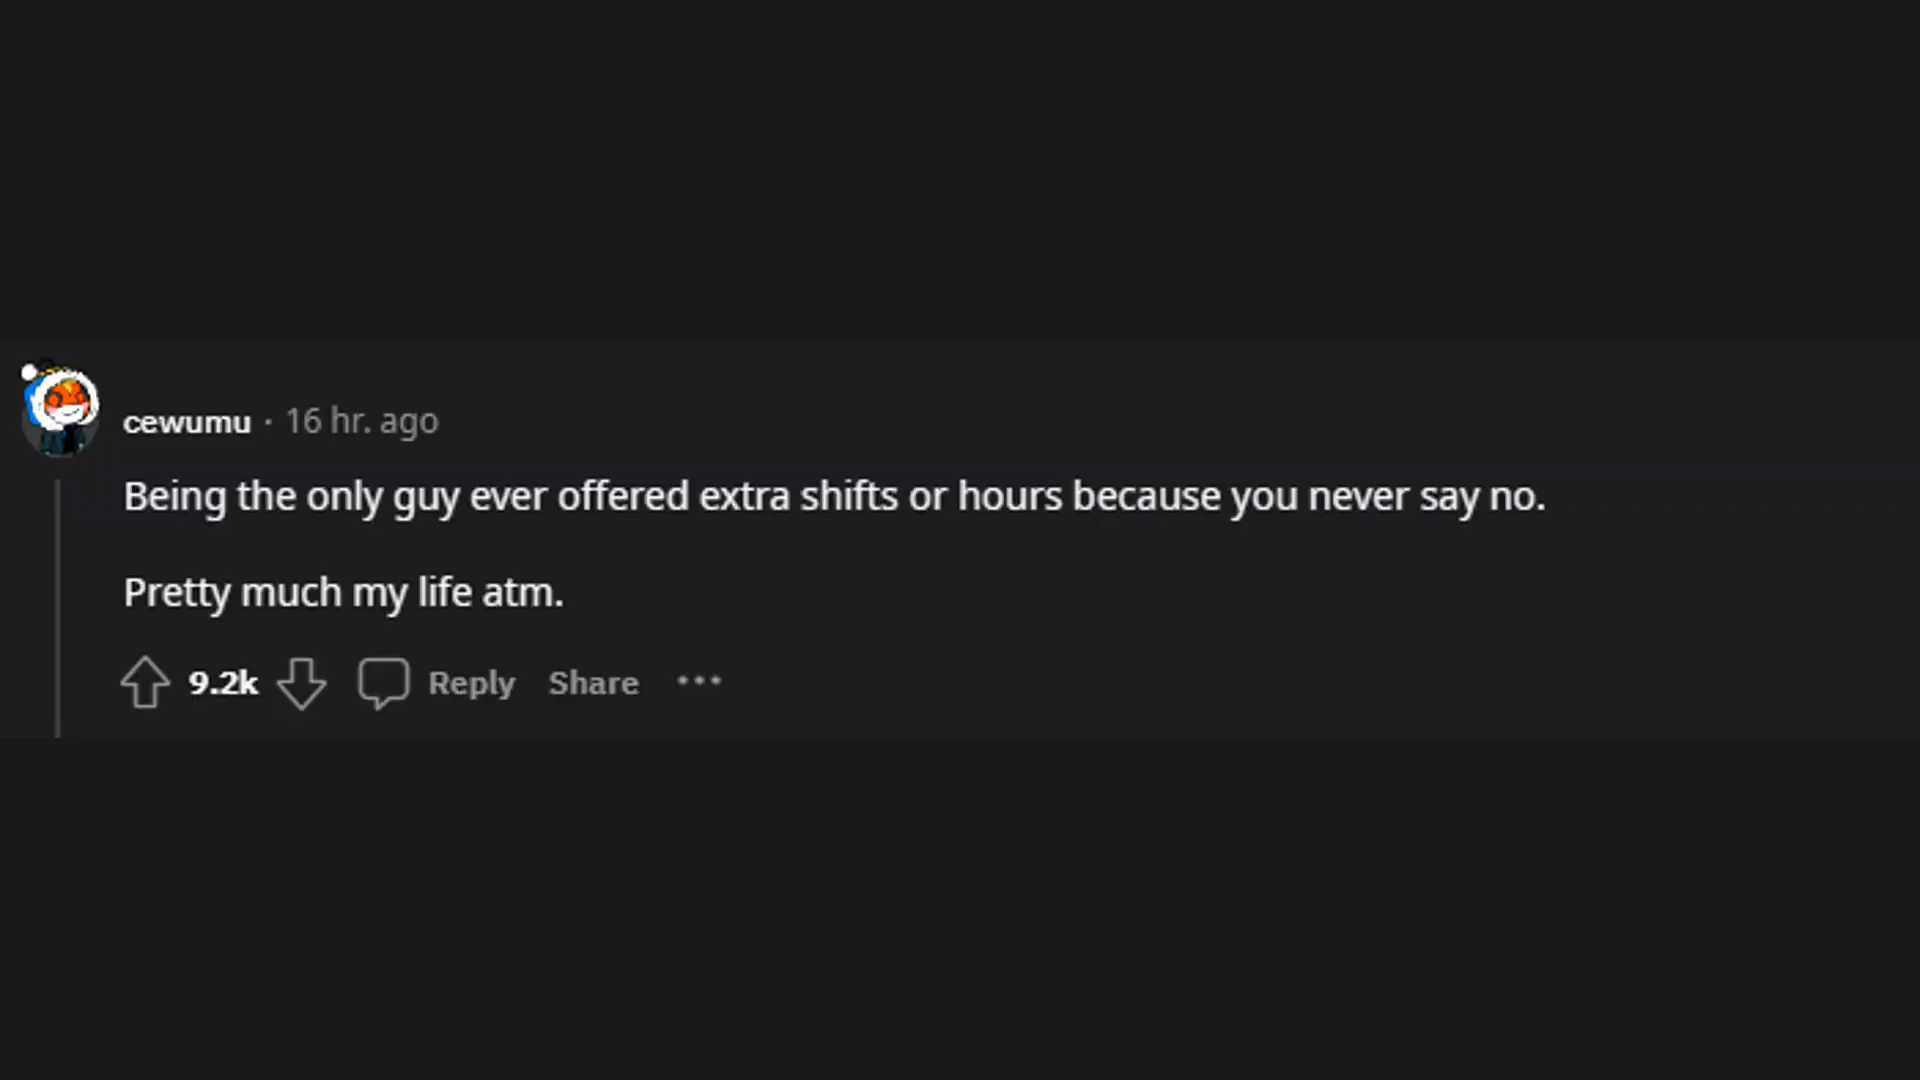 cewumu · 16 hr. ago
Being the only guy ever offered extra shifts or hours because you never say no.
Pretty much my life atm.
9.2k Reply Share ···